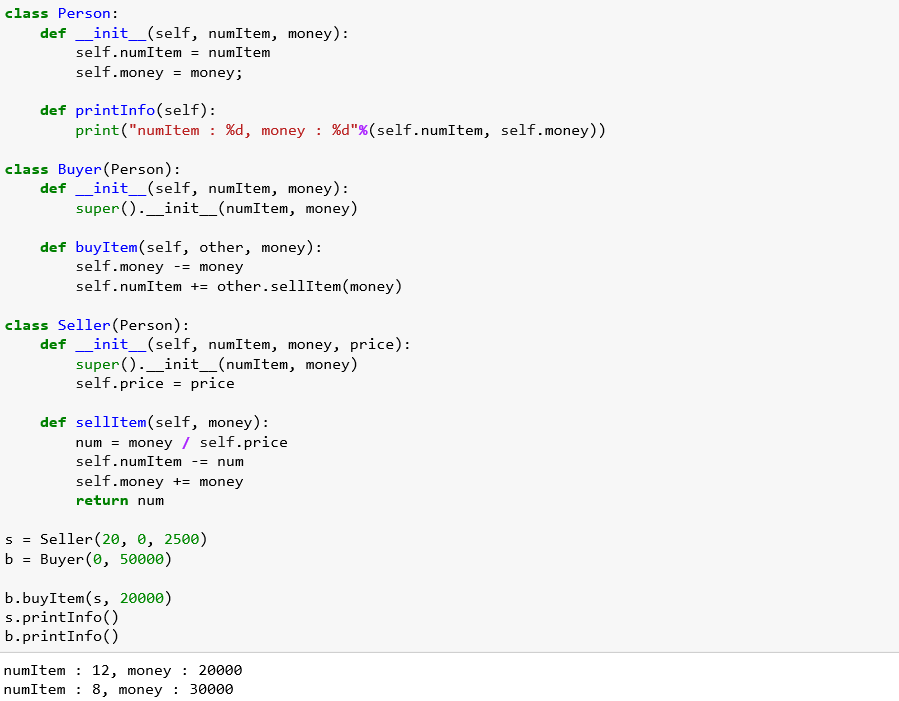 class Person:
    def __init__(self, numItem, money):
        self.numItem = numItem
        self.money = money;

    def printInfo(self):
        print("numItem : %d, money : %d"%(self.numItem, self.money))

class Buyer(Person):
    def __init__(self, numItem, money):
        super().__init__(numItem, money)

    def buyItem(self, other, money):
        self.money -= money
        self.numItem += other.sellItem(money)

class Seller(Person):
    def __init__(self, numItem, money, price):
        super().__init__(numItem, money)
        self.price = price

    def sellItem(self, money):
        num = money / self.price
        self.numItem -= num
        self.money += money
        return num

s = Seller(20, 0, 2500)
b = Buyer(0, 50000)

b.buyItem(s, 20000)
s.printInfo()
b.printInfo()

numItem : 12, money : 20000
numItem : 8, money : 30000